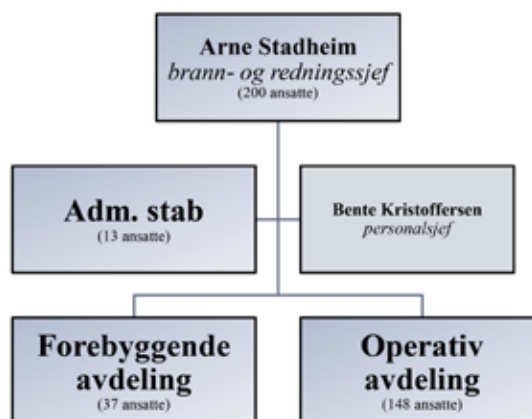 Arne Stadheim
brann- og redningssjef
(200 ansatte)
Adm. stab
(13 ansatte)
Bente Kristoffersen
personalsjef
Forebyggende
avdeling
(37 ansatte)
Operativ
avdeling
(148 ansatte)